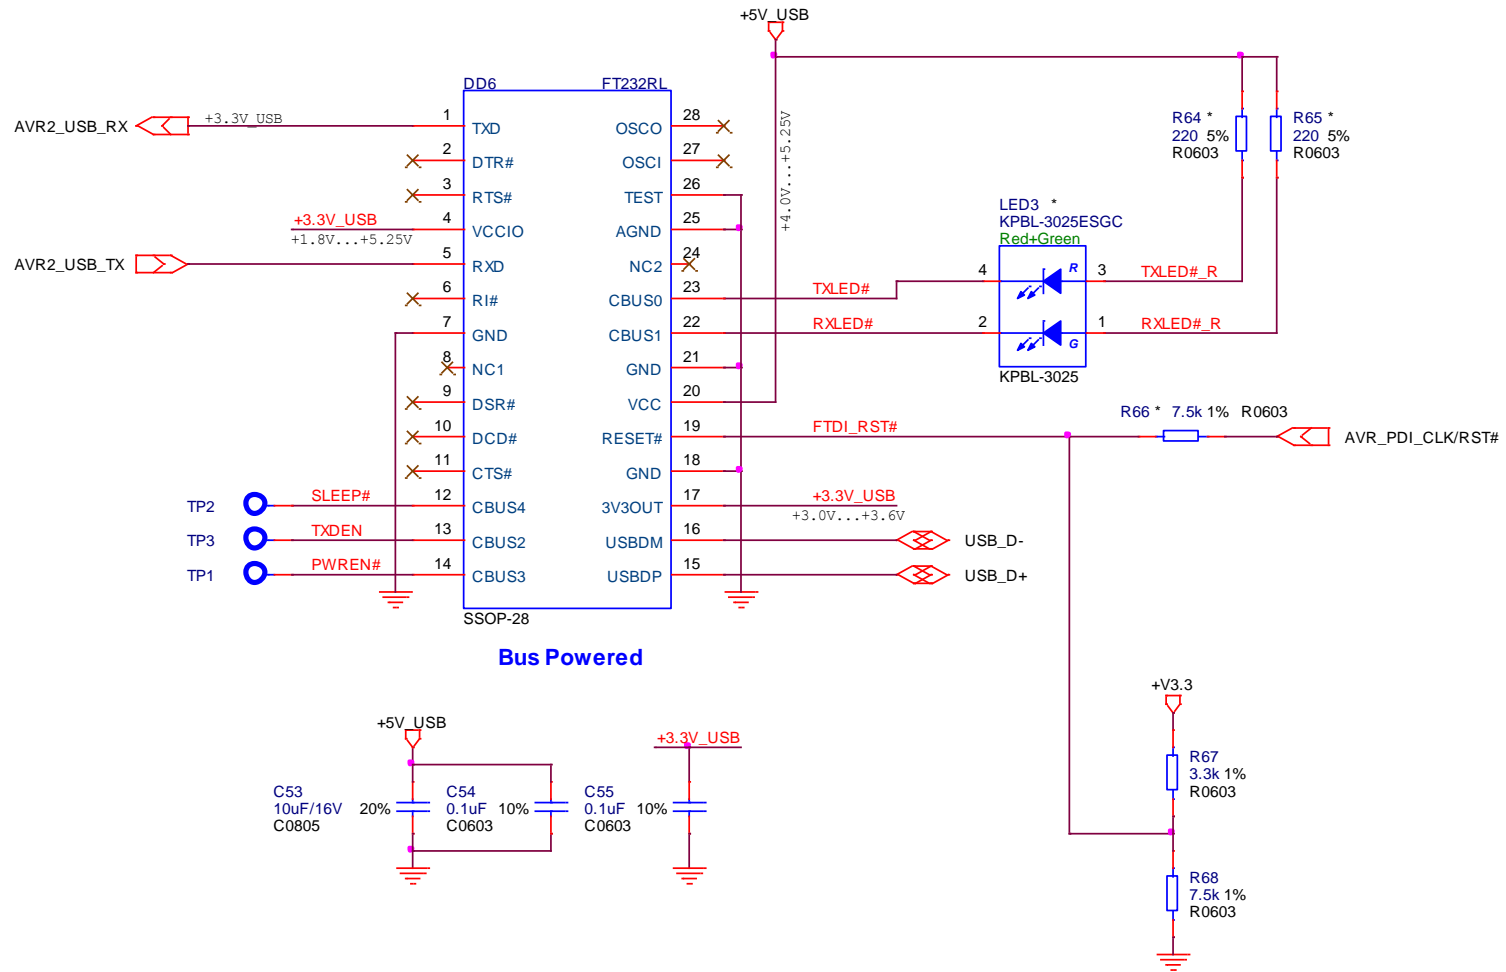 +5V_USB
DD6 FT232RL
AVR2_USB_RX +3.3V_USB 1 TXD
2 DTR#
3 RTS#
+3.3V_USB 4 VCCIO
+1.8V...+5.25V
AVR2_USB_TX 5 RXD
6 RI#
7 GND
8 NC1
9 DSR#
10 DCD#
11 CTS#
TP2 SLEEP# 12 CBUS4
TP3 TXDEN 13 CBUS2
TP1 PWREN# 14 CBUS3
OSCO 28
OSCI 27
TEST 26
AGND 25
NC2 24
CBUS0 23 TXLED#
CBUS1 22 RXLED#
GND 21
VCC 20
RESET# 19 FTDI_RST#
GND 18
3V3OUT 17 +3.3V_USB
+3.0V...+3.6V
USBDM 16 USB_D-
USBDP 15 USB_D+
SSOP-28
Bus Powered
+4.0V...+5.25V
R64 *
220 5%
R0603
R65 *
220 5%
R0603
LED3 *
KPBL-3025ESGC
Red+Green
4 R 3 TXLED#_R
2 G 1 RXLED#_R
KPBL-3025
R66 * 7.5k 1% R0603
AVR_PDI_CLK/RST#
+V3.3
R67
3.3k 1%
R0603
R68
7.5k 1%
R0603
+5V_USB
C53
10uF/16V 20%
C0805
C54
0.1uF 10%
C0603
+3.3V_USB
C55
0.1uF 10%
C0603